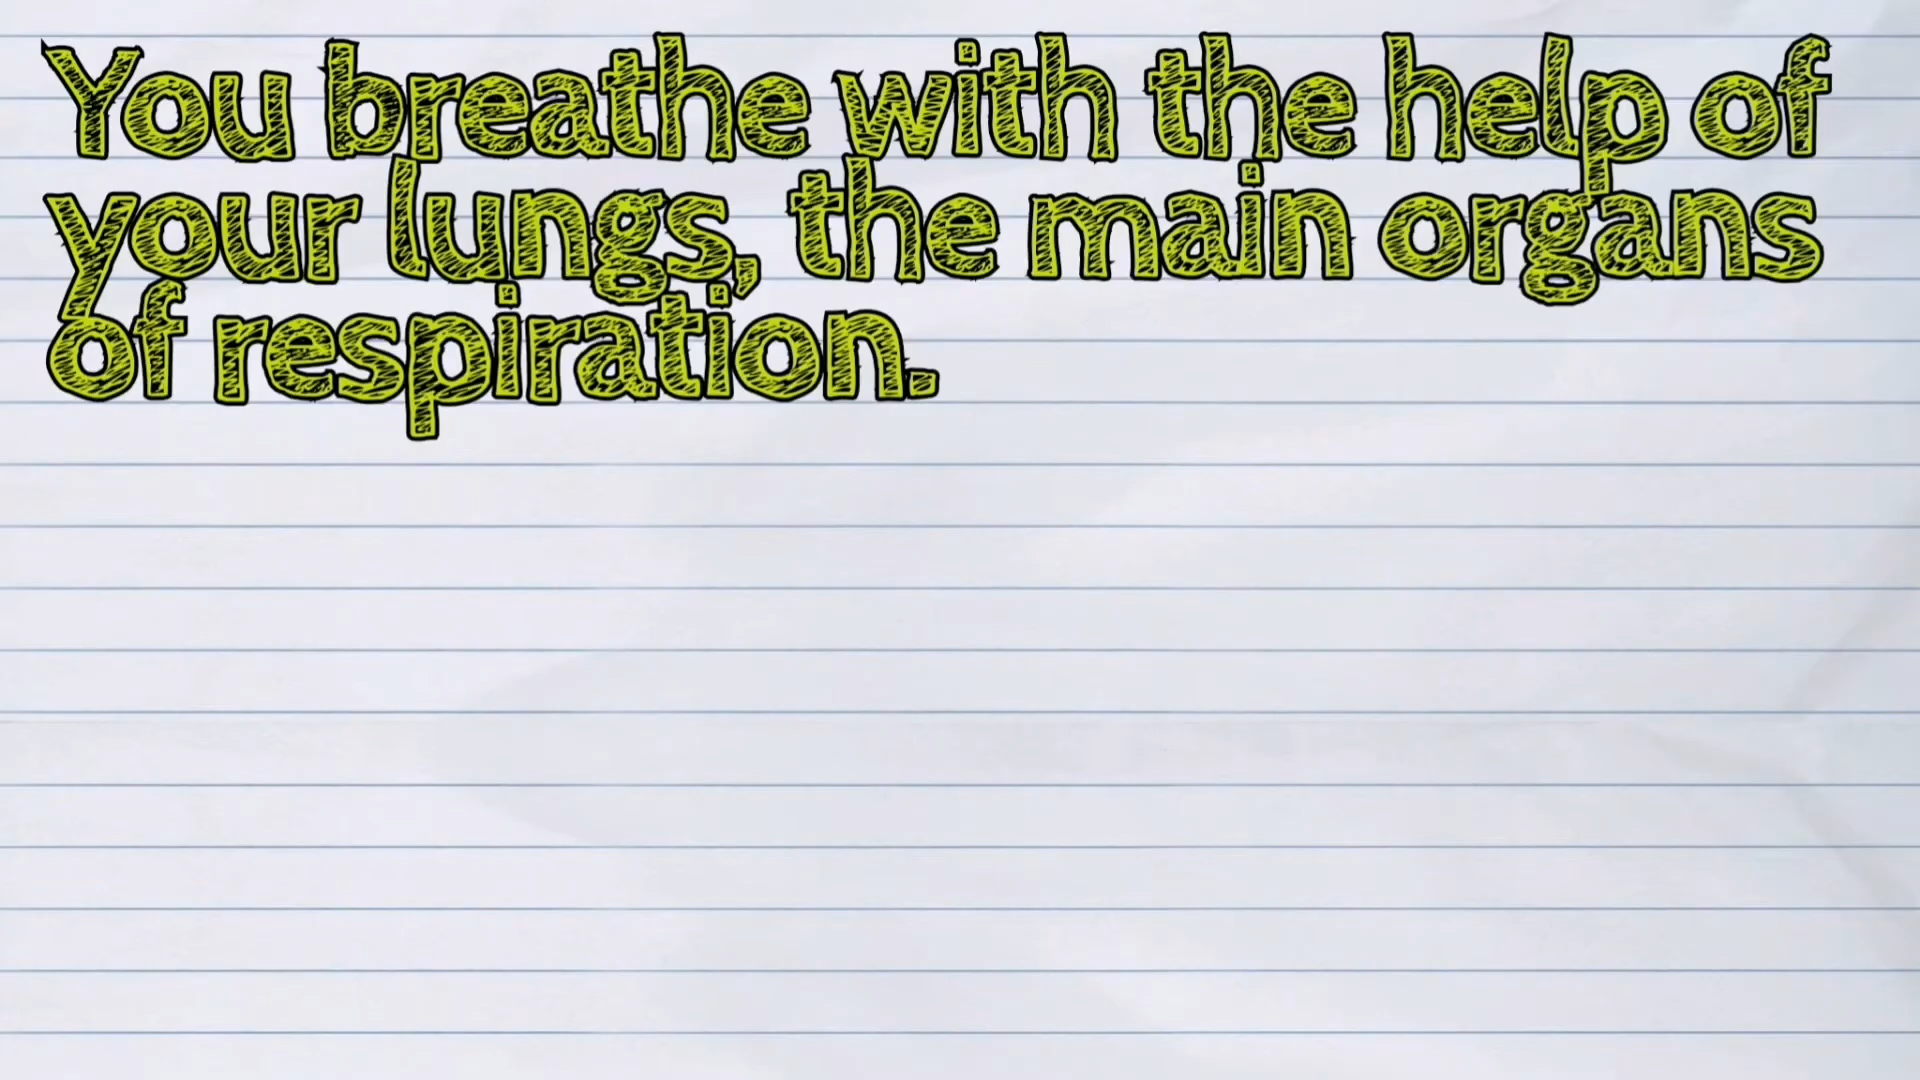 You breathe with the help of
your lungs, the main organs
of respiration.